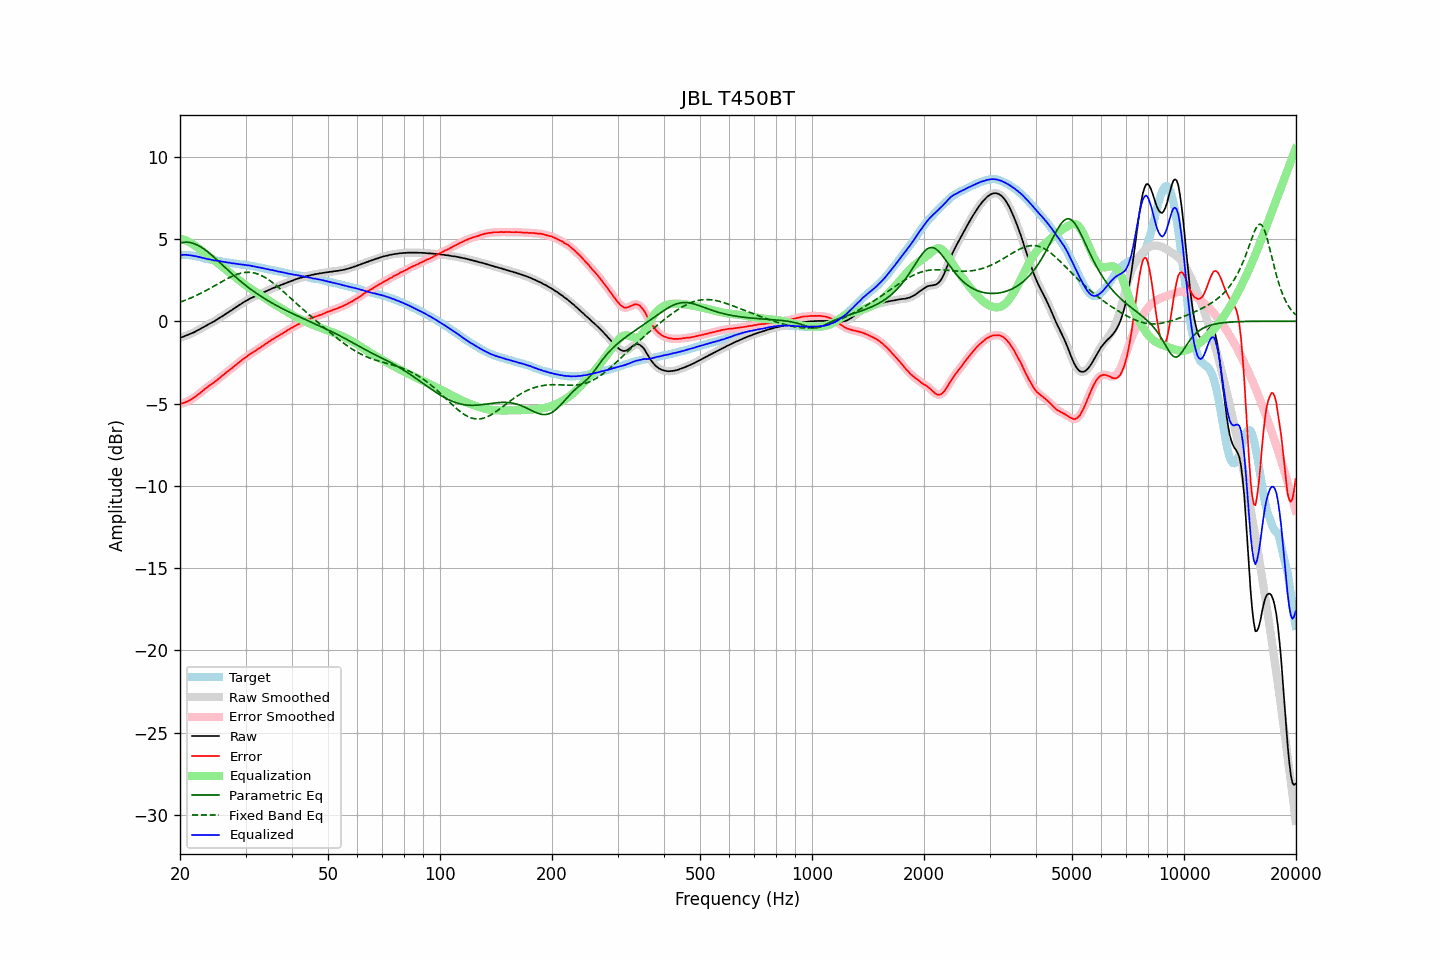 JBL T450BT
10
5
0
−5
−10
−15
−20
−25
−30
Amplitude (dBr)
Target
Raw Smoothed
Error Smoothed
Raw
Error
Equalization
Parametric Eq
Fixed Band Eq
Equalized
20 50 100 200 500 1000 2000 5000 10000 20000
Frequency (Hz)